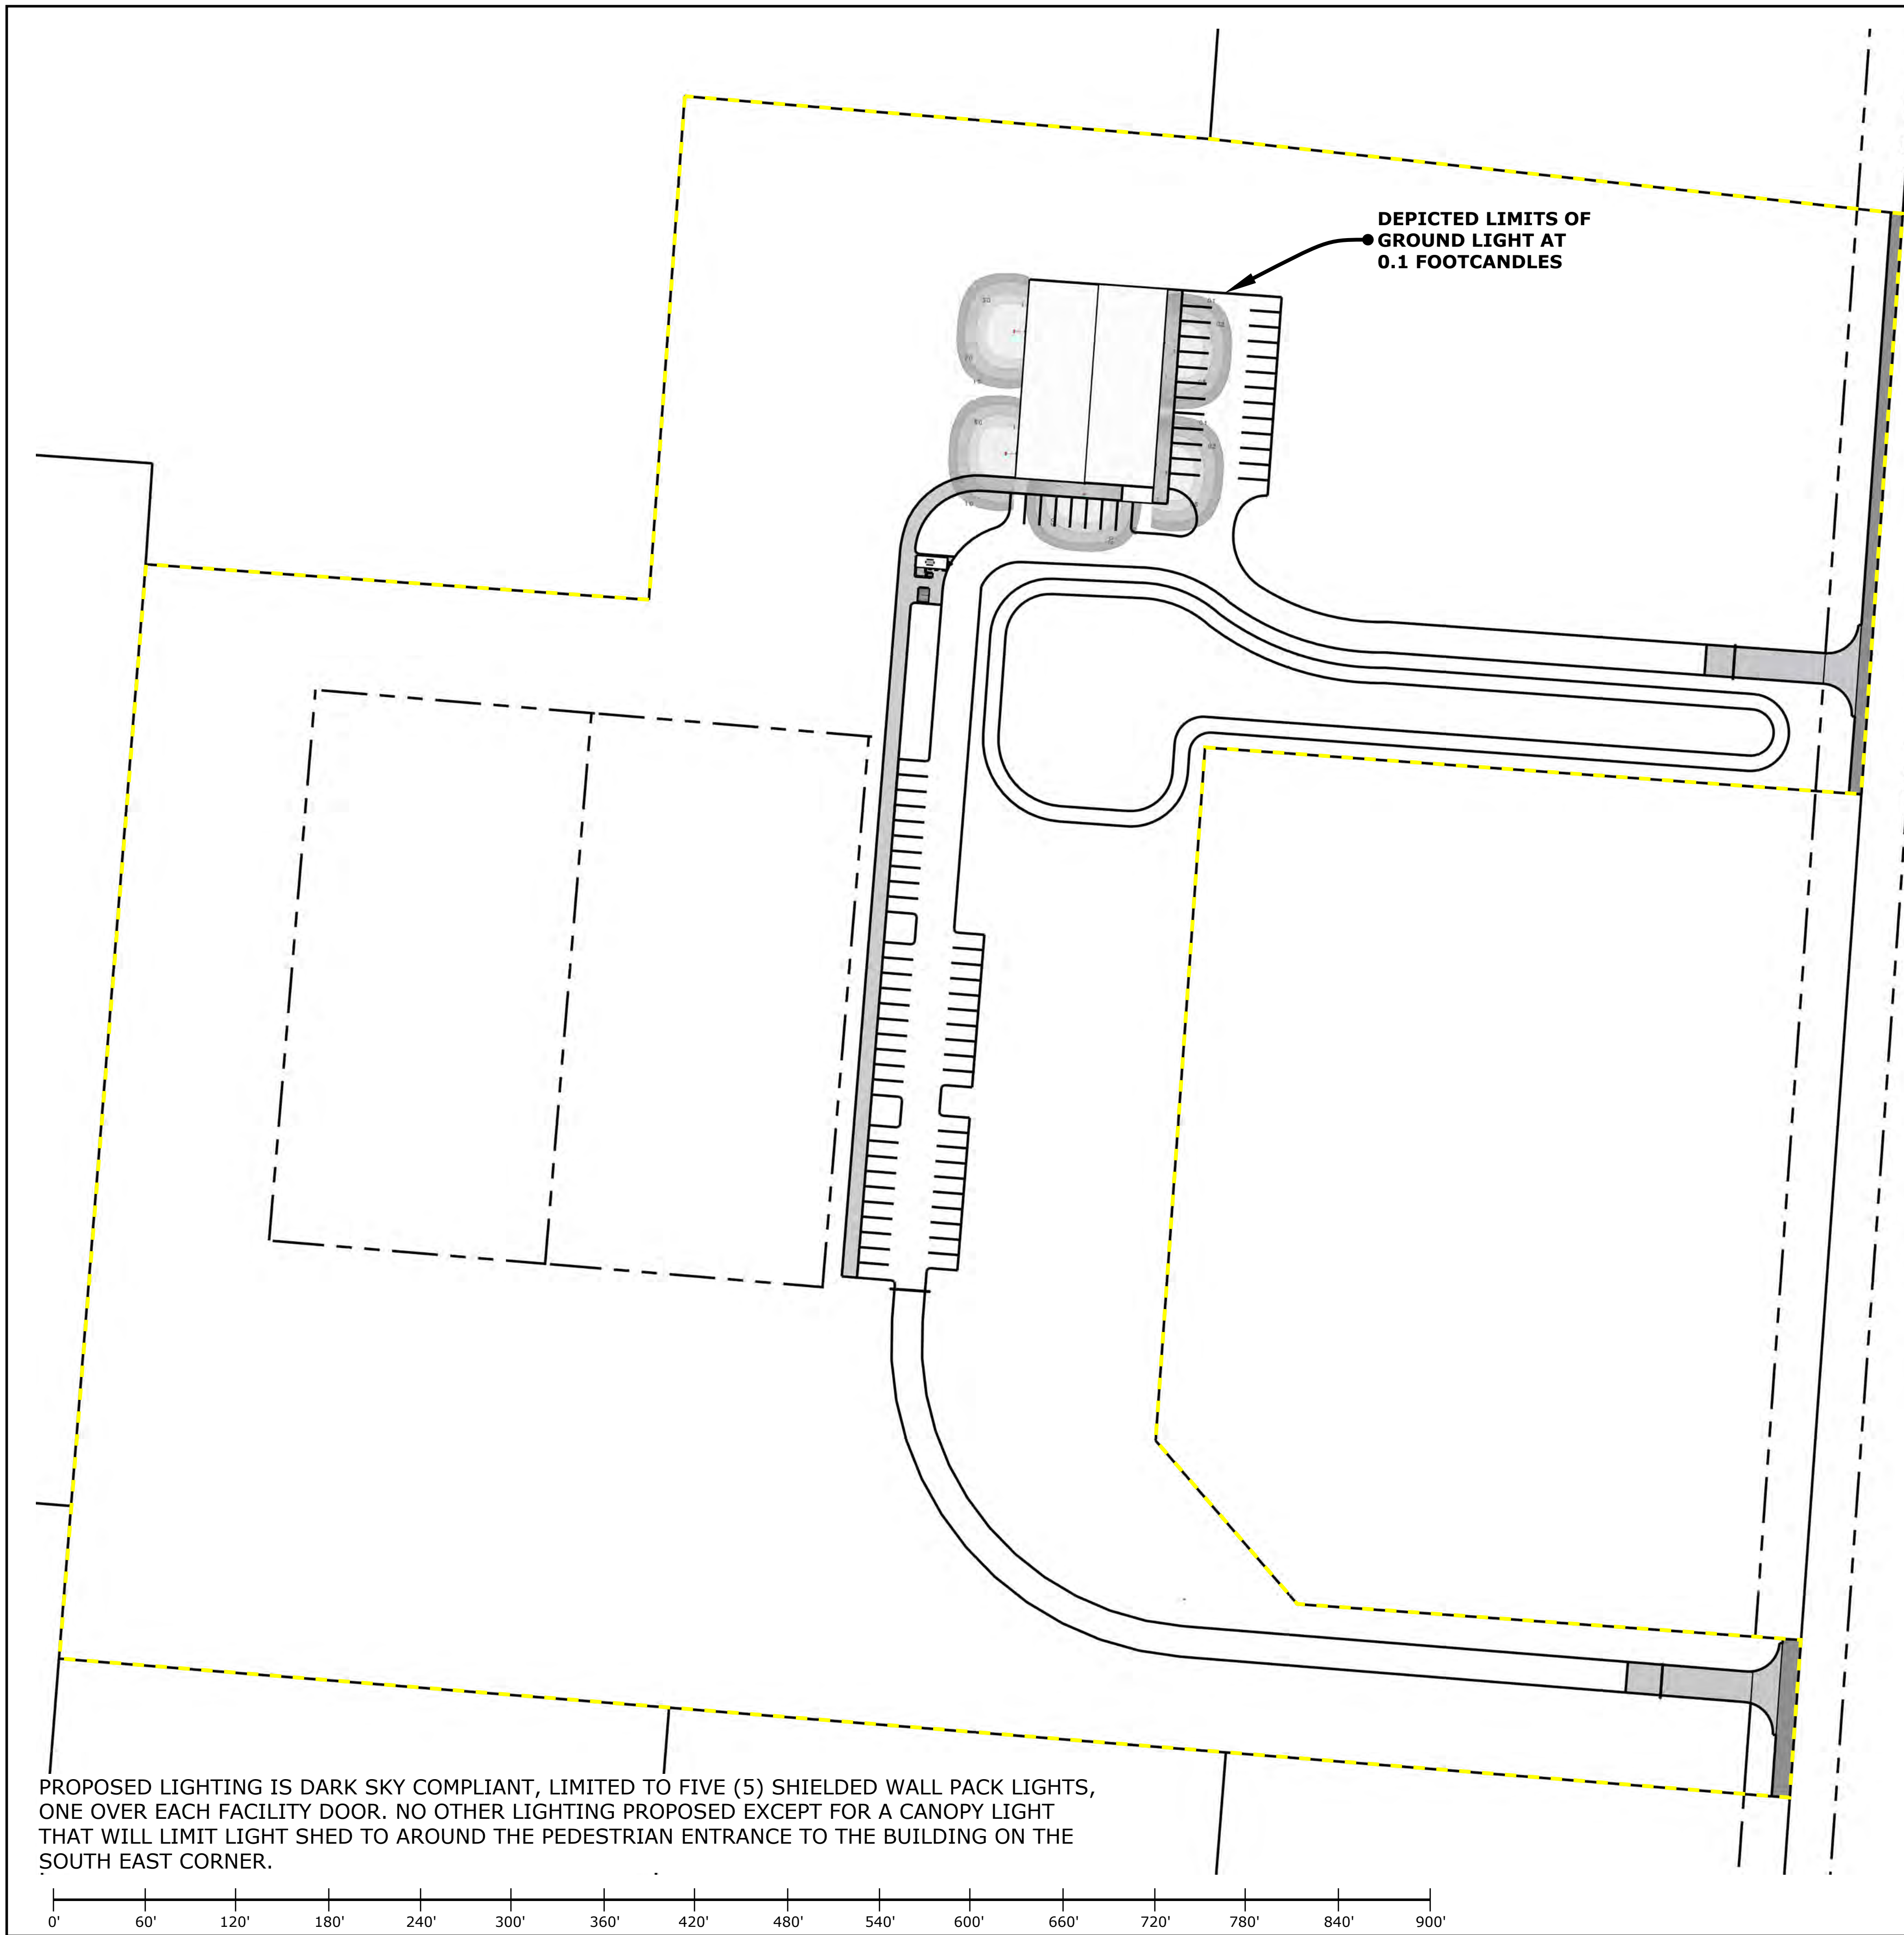 DEPICTED LIMITS OF
GROUND LIGHT AT
0.1 FOOTCANDLES
PROPOSED LIGHTING IS DARK SKY COMPLIANT, LIMITED TO FIVE (5) SHIELDED WALL PACK LIGHTS,
ONE OVER EACH FACILITY DOOR. NO OTHER LIGHTING PROPOSED EXCEPT FOR A CANOPY LIGHT
THAT WILL LIMIT LIGHT SHED TO AROUND THE PEDESTRIAN ENTRANCE TO THE BUILDING ON THE
SOUTH EAST CORNER.
0' 60' 120' 180' 240' 300' 360' 420' 480' 540' 600' 660' 720' 780' 840' 900'